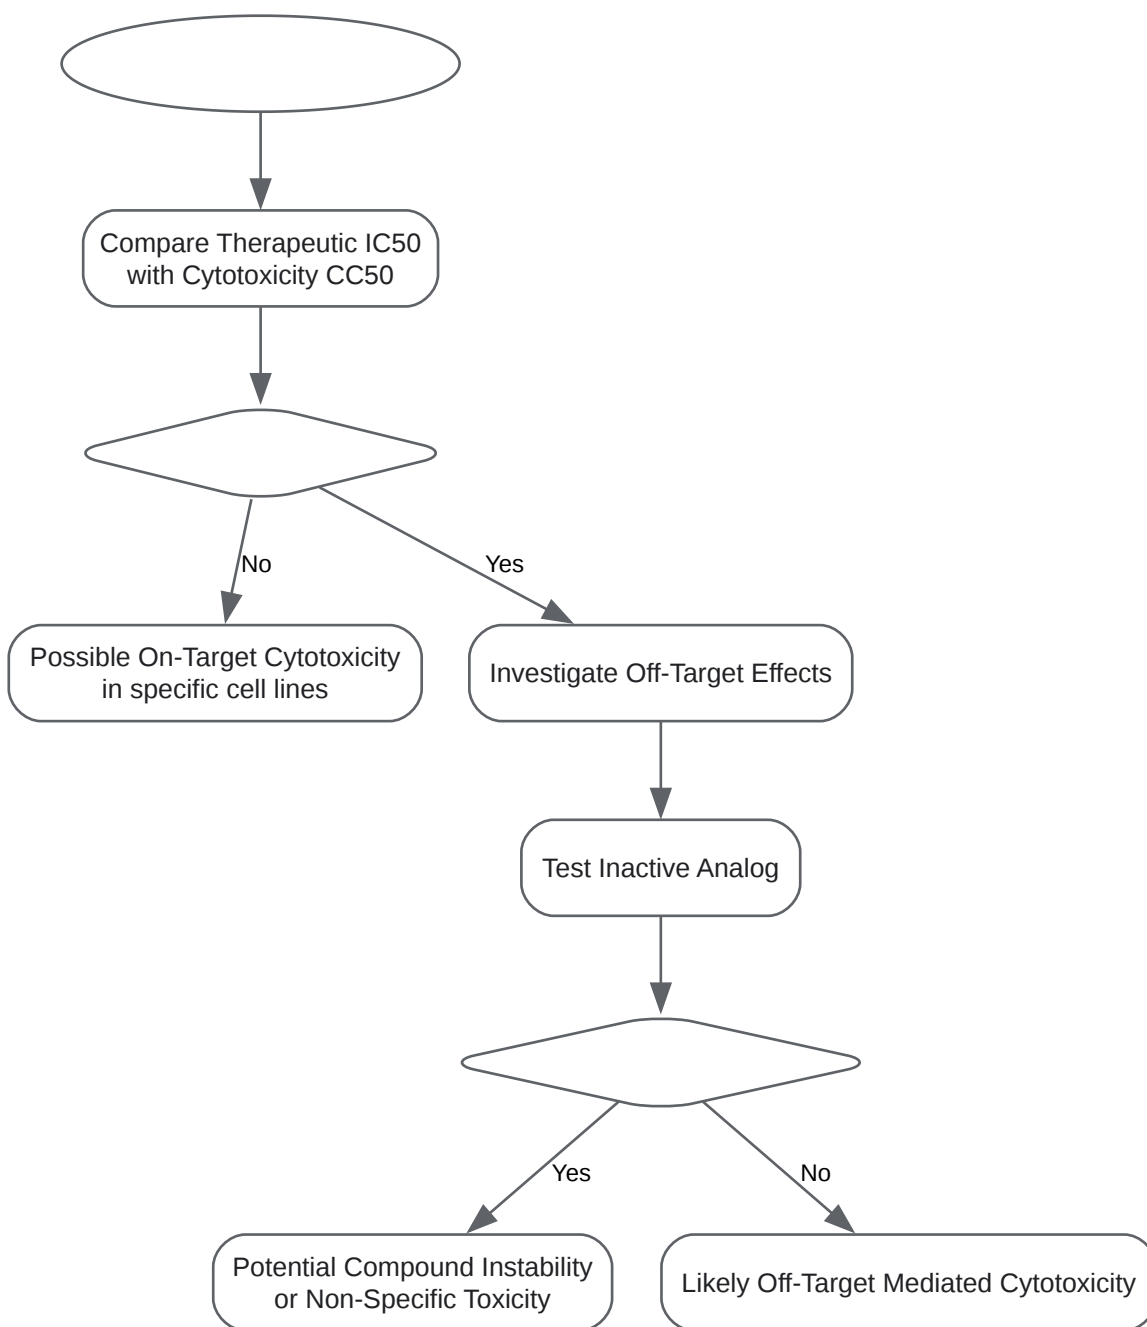 Compare Therapeutic IC50
with Cytotoxicity CC50
No
Yes
Possible On-Target Cytotoxicity
in specific cell lines
Investigate Off-Target Effects
Test Inactive Analog
Yes
No
Potential Compound Instability
or Non-Specific Toxicity
Likely Off-Target Mediated Cytotoxicity